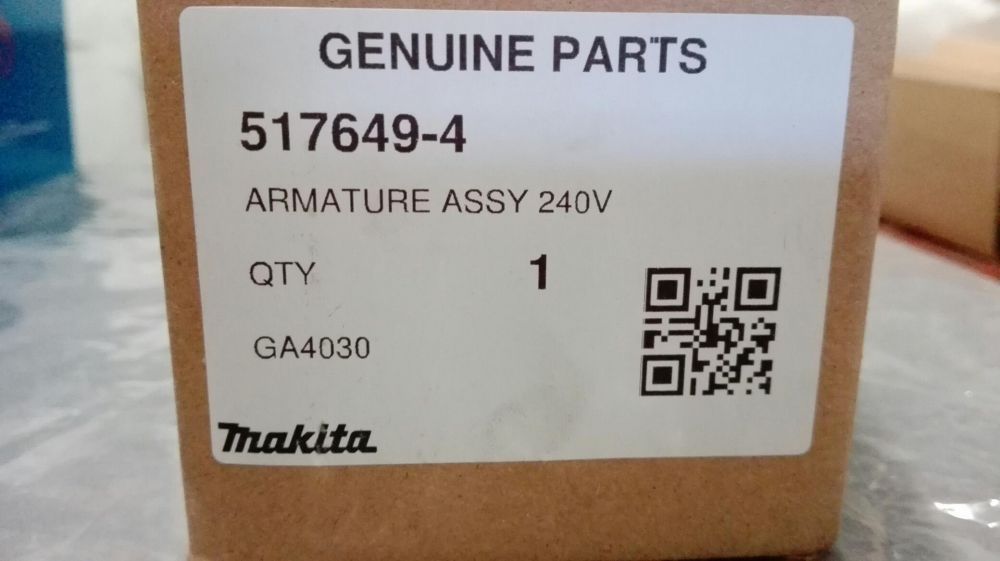 GENUINE PARTS
517649-4
ARMATURE ASSY 240V
QTY 1
GA4030
makita